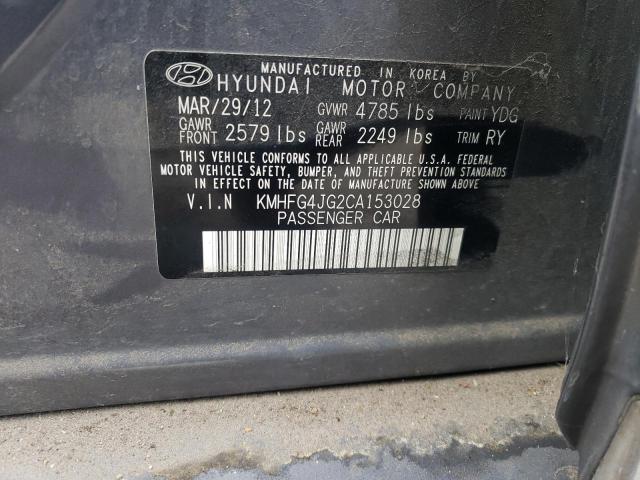 MANUFACTURED IN KOREA BY
HYUNDAI MOTOR COMPANY
MAR/29/12 GVWR 4785 lbs PAINT YDG
GAWR FRONT 2579 lbs GAWR REAR 2249 lbs TRIM RY
THIS VEHICLE CONFORMS TO ALL APPLICABLE U.S.A. FEDERAL
MOTOR VEHICLE SAFETY, BUMPER, AND THEFT PREVENTION STANDARDS
IN EFFECT ON THE DATE OF MANUFACTURE SHOWN ABOVE.
V.I.N KMHFG4JG2CA153028
PASSENGER CAR